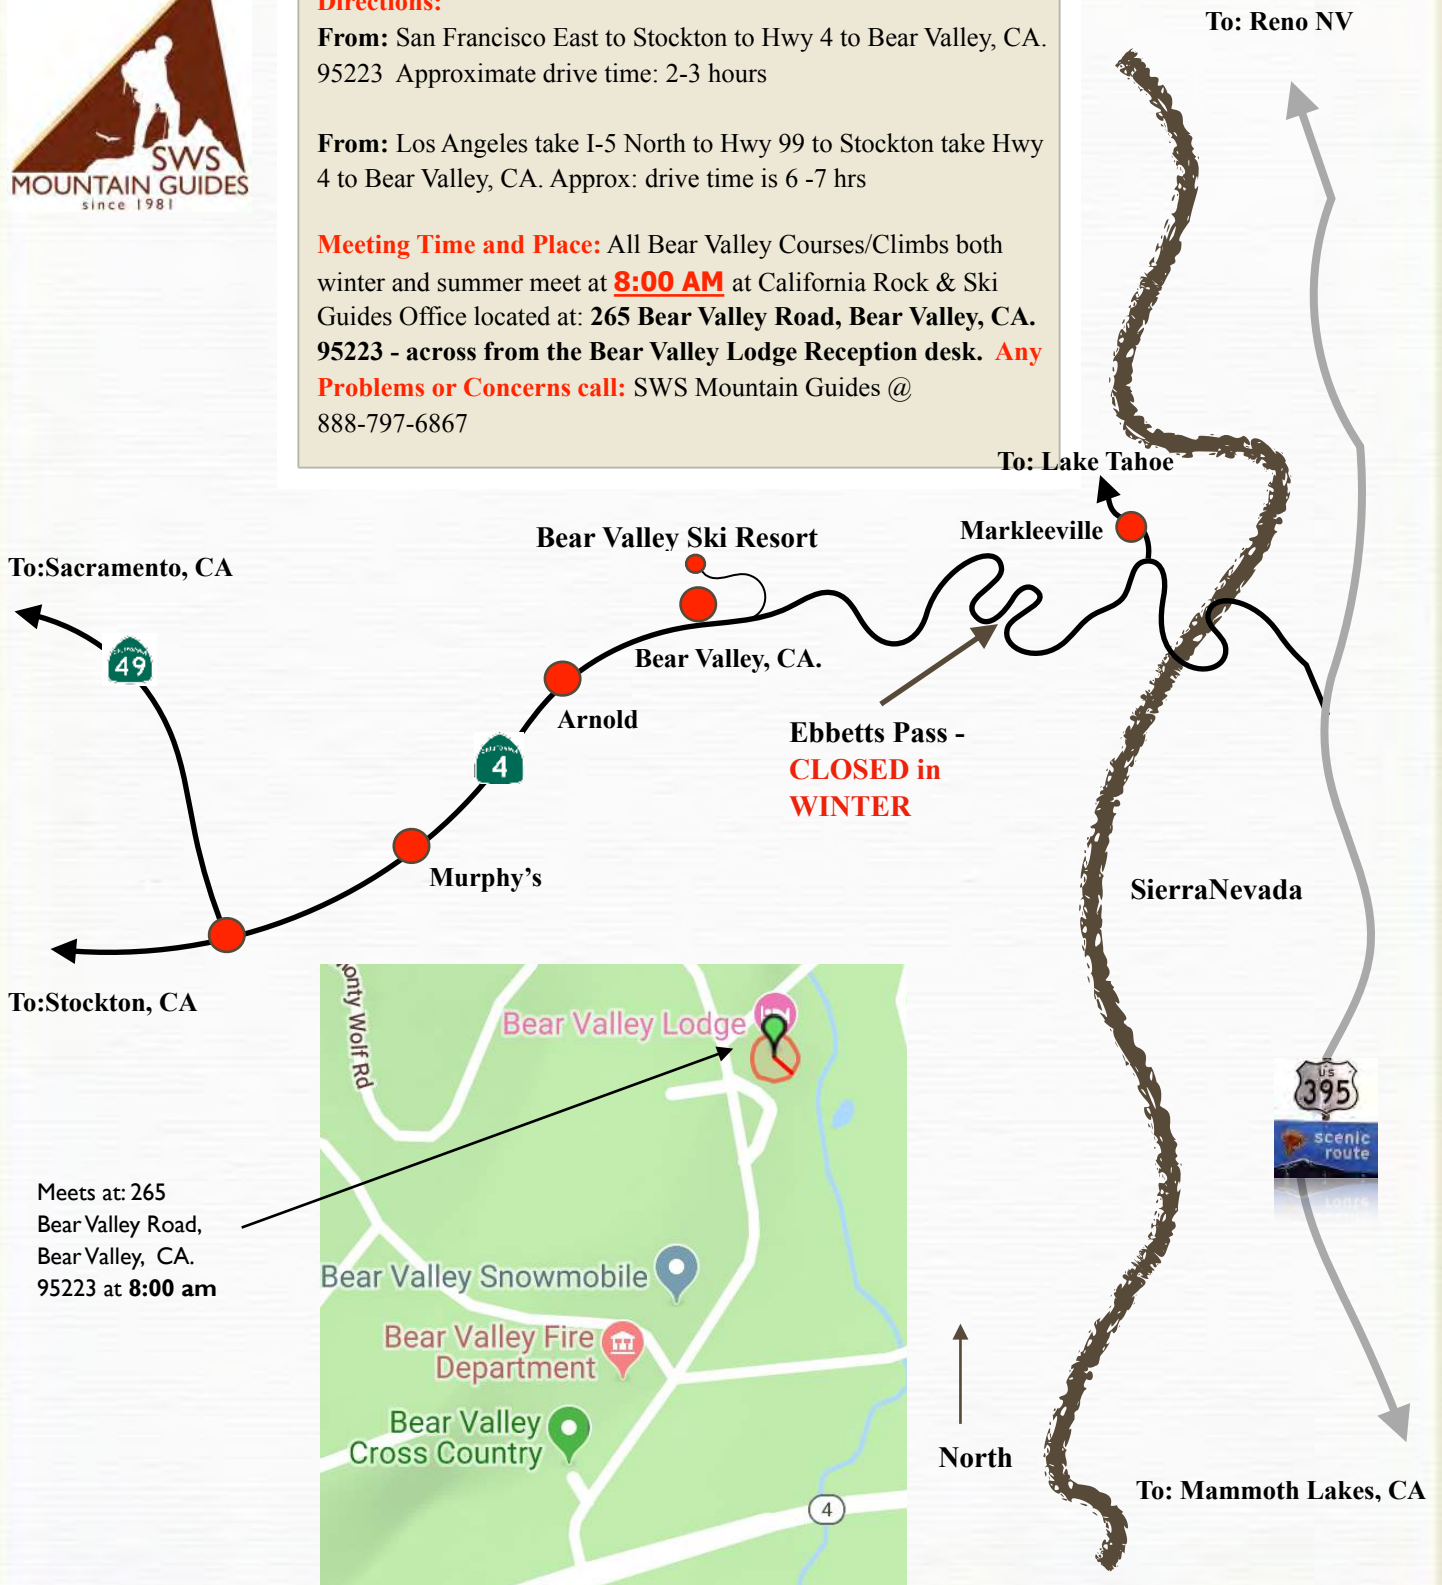 Directions:
From: San Francisco East to Stockton to Hwy 4 to Bear Valley, CA.
95223 Approximate drive time: 2-3 hours
From: Los Angeles take I-5 North to Hwy 99 to Stockton take Hwy
4 to Bear Valley, CA. Approx: drive time is 6 -7 hrs
Meeting Time and Place: All Bear Valley Courses/Climbs both
winter and summer meet at 8:00 AM at California Rock & Ski
Guides Office located at: 265 Bear Valley Road, Bear Valley, CA.
95223 - across from the Bear Valley Lodge Reception desk. Any
Problems or Concerns call: SWS Mountain Guides @
888-797-6867
SWS
MOUNTAIN GUIDES
since 1981
To: Reno NV
To: Lake Tahoe
Markleeville
Bear Valley Ski Resort
To:Sacramento, CA
49
Bear Valley, CA.
Arnold
4
Ebbetts Pass -
CLOSED in
WINTER
Murphy's
SierraNevada
To:Stockton, CA
onty Wolf Rd
Bear Valley Lodge
US
395
scenic
route
Meets at: 265
Bear Valley Road,
Bear Valley, CA.
95223 at 8:00 am
Bear Valley Snowmobile
Bear Valley Fire
Department
Bear Valley
Cross Country
4
North
To: Mammoth Lakes, CA